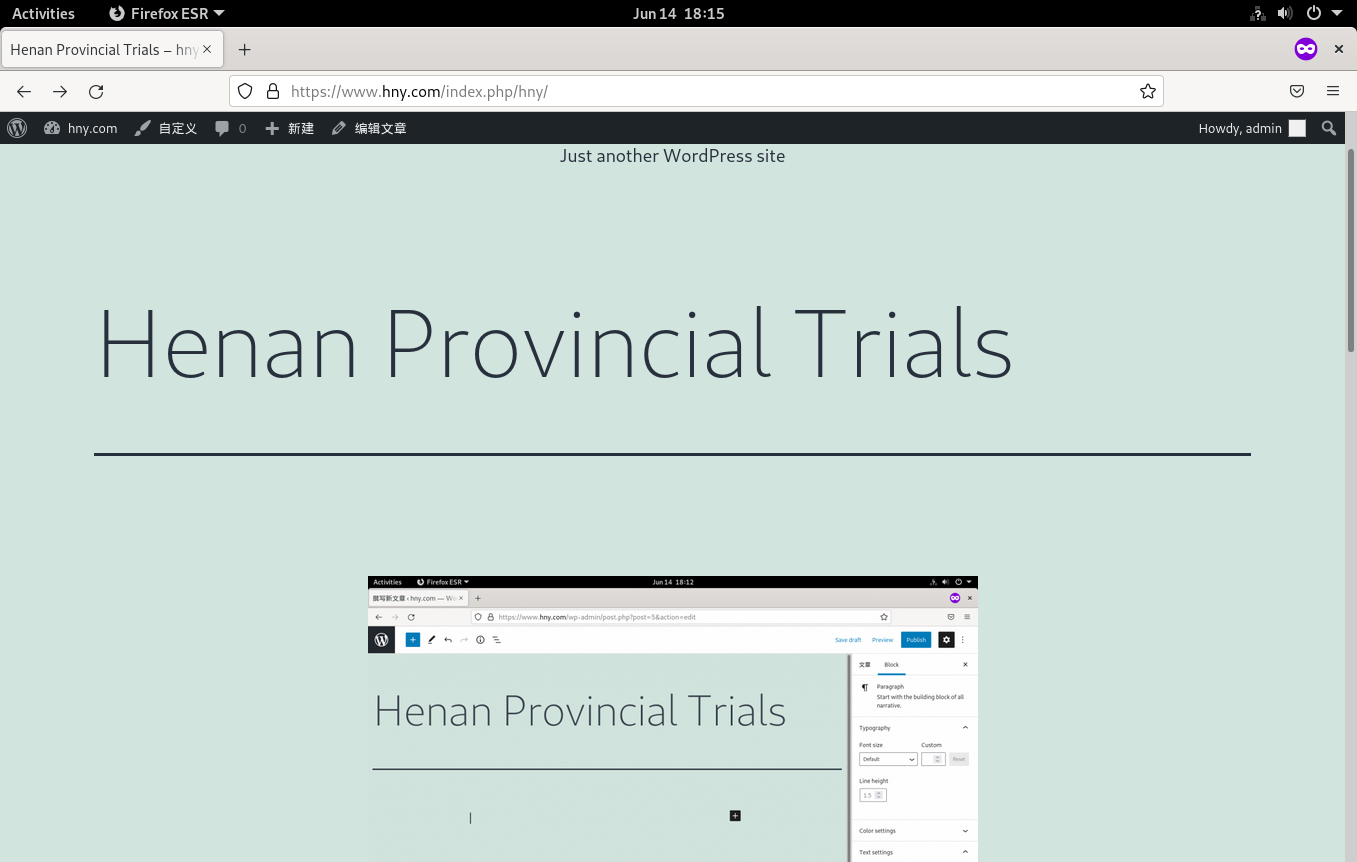 Activities Firefox ESR Jun 14 18:15
Henan Provincial Trials – hny
https://www.hny.com/index.php/hny/
hny.com 自定义 0 新建 编辑文章 Howdy, admin
Just another WordPress site
Henan Provincial Trials
Activities Firefox ESR Jun 14 18:12
撰写新文章 ‹ hny.com — Wo
https://www.hny.com/wp-admin/post.php?post=5&action=edit
Save draft Preview Publish
文章 Block
Henan Provincial Trials
Paragraph
Start with the building block of all
narrative.
Typography
Font size Custom
Default Reset
Line height
1.5
Color settings
Text settings